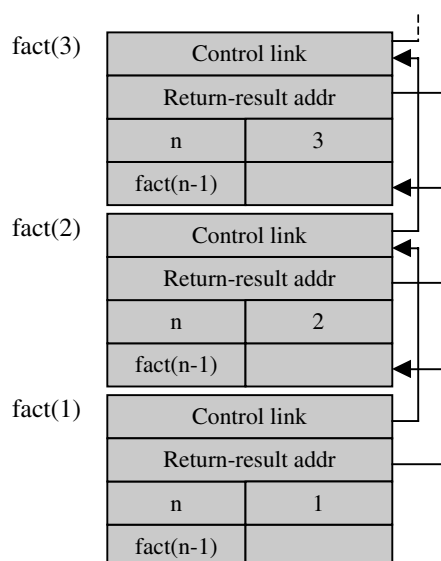 fact(3)
Control link
Return-result addr
n 3
fact(n-1)
fact(2)
Control link
Return-result addr
n 2
fact(n-1)
fact(1)
Control link
Return-result addr
n 1
fact(n-1)